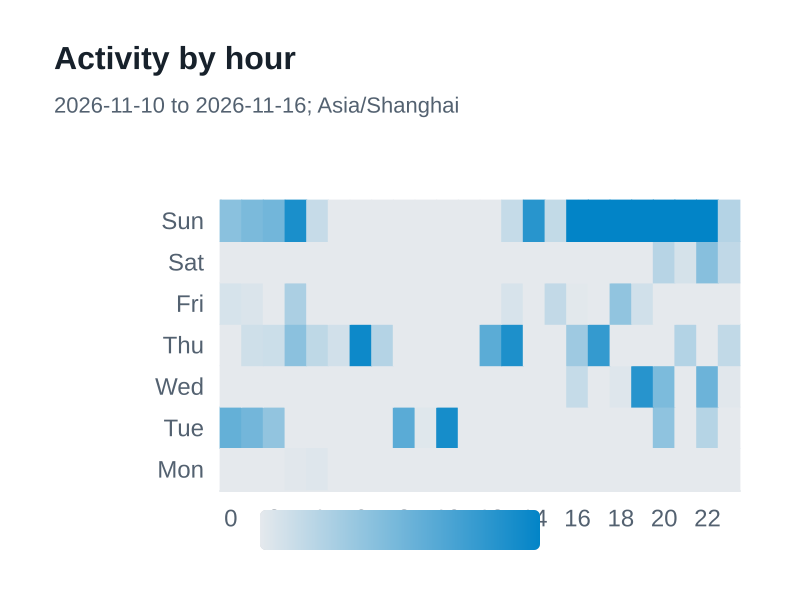 Activity by hour
2026-11-10 to 2026-11-16; Asia/Shanghai
Sun
Sat
Fri
Thu
Wed
Tue
Mon
0 16 18 20 22